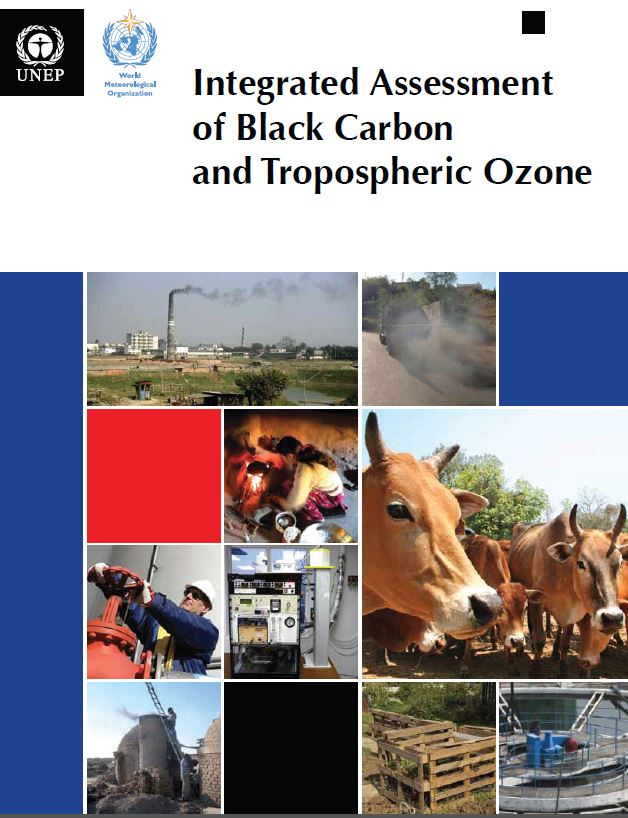 UNEP
World
Meteorological
Organization
Integrated Assessment
of Black Carbon
and Tropospheric Ozone